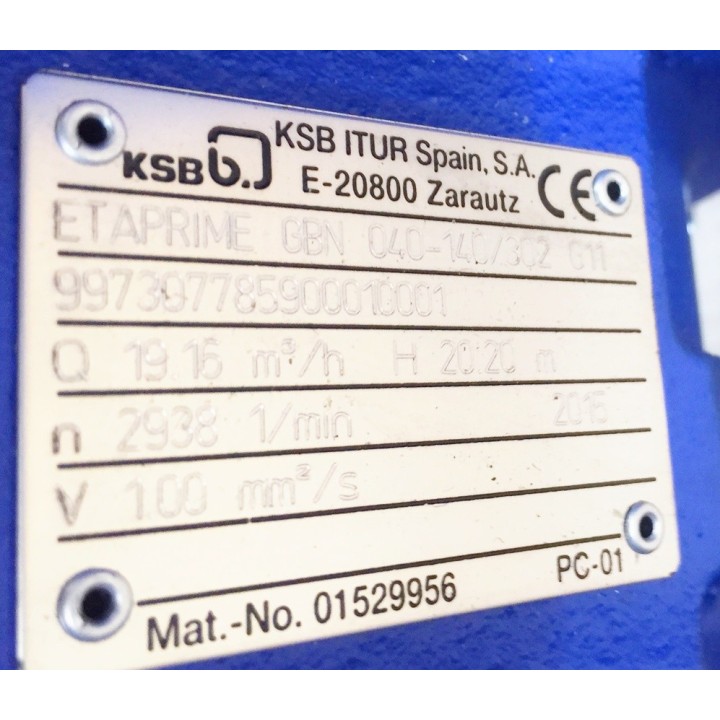 KSB b. KSB ITUR Spain, S.A.
E-20800 Zarautz CE
ETAPRIME GBN 040-140/302 G11
9973077785900010001
Q 19.16 m³/h H 20.20 m
n 2938 1/min 2015
V 1.00 mm²/s
Mat.-No. 01529956 PC-01